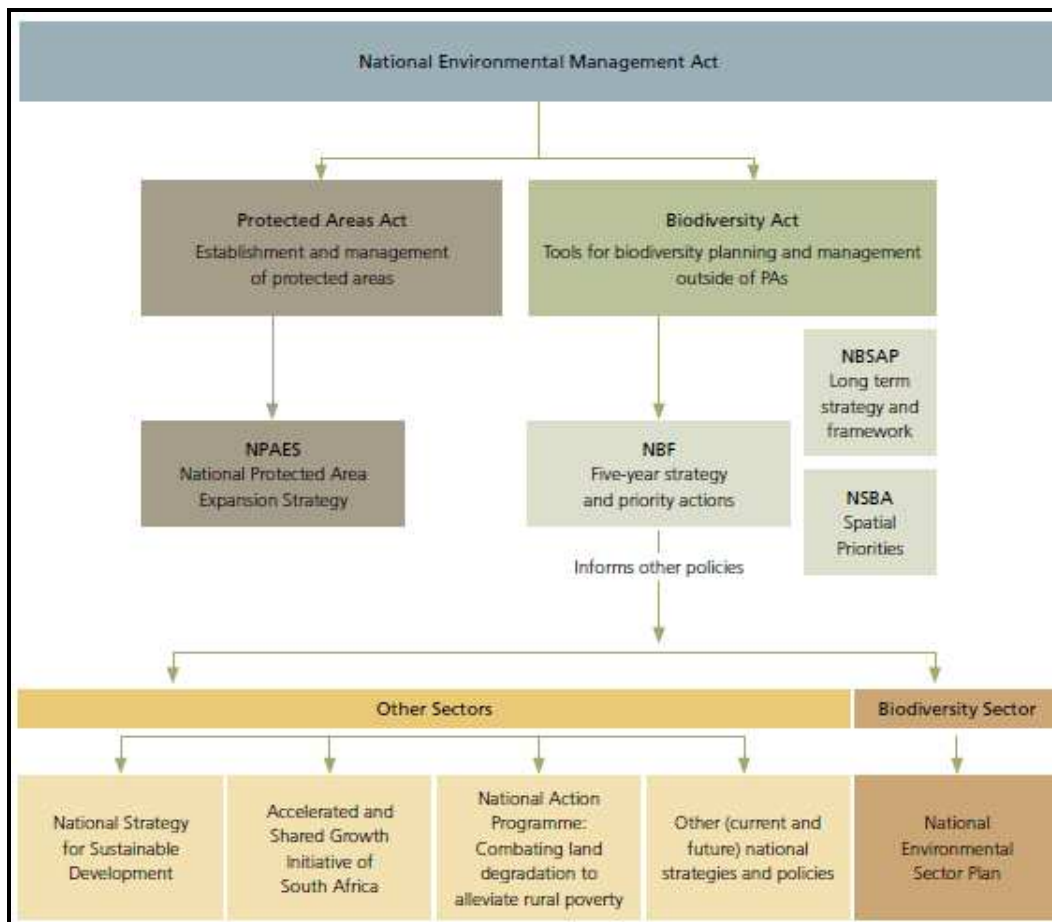 National Environmental Management Act
Protected Areas Act
Establishment and management
of protected areas
Biodiversity Act
Tools for biodiversity planning and management
outside of PAs
NBSAP
Long term
strategy and
framework
NPAES
National Protected Area
Expansion Strategy
NBF
Five-year strategy
and priority actions
NSBA
Spatial
Priorities
Informs other policies
Other Sectors
Biodiversity Sector
National Strategy
for Sustainable
Development
Accelerated and
Shared Growth
Initiative of
South Africa
National Action
Programme:
Combating land
degradation to
alleviate rural poverty
Other (current and
future) national
strategies and policies
National
Environmental
Sector Plan